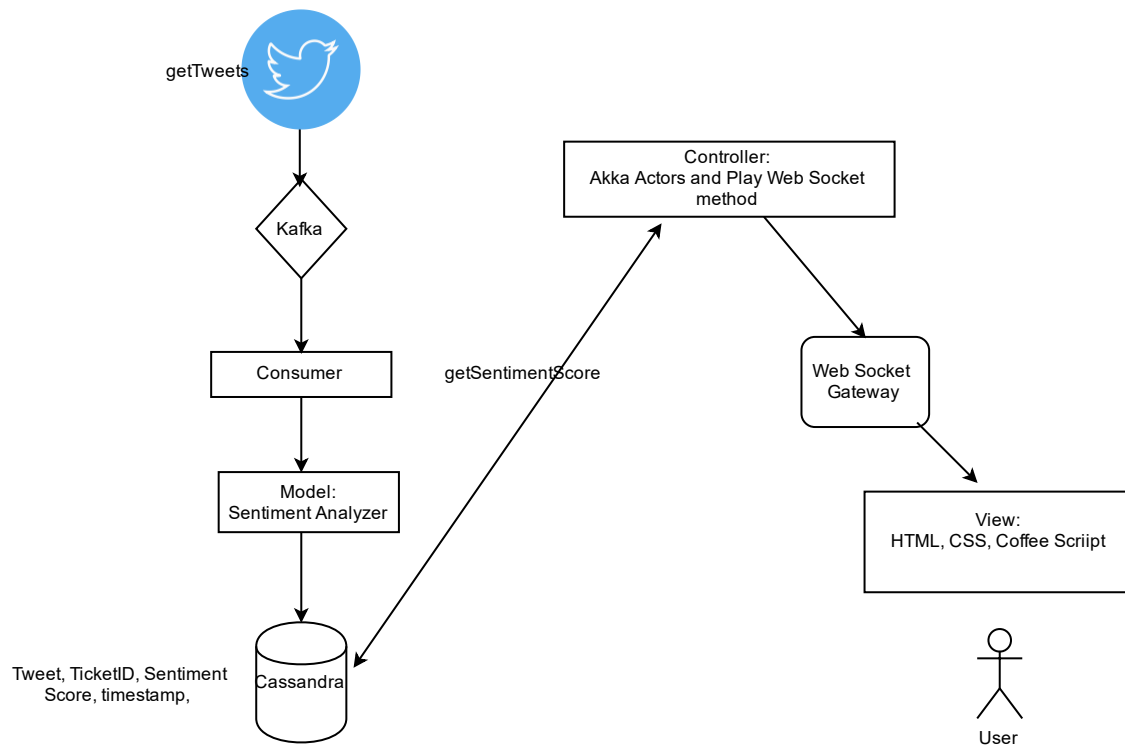 getTweets
Kafka
Consumer
Model:
Sentiment Analyzer
Cassandra
Tweet, TicketID, Sentiment
Score, timestamp,
getSentimentScore
Controller:
Akka Actors and Play Web Socket
method
Web Socket
Gateway
View:
HTML, CSS, Coffee Scriipt
User